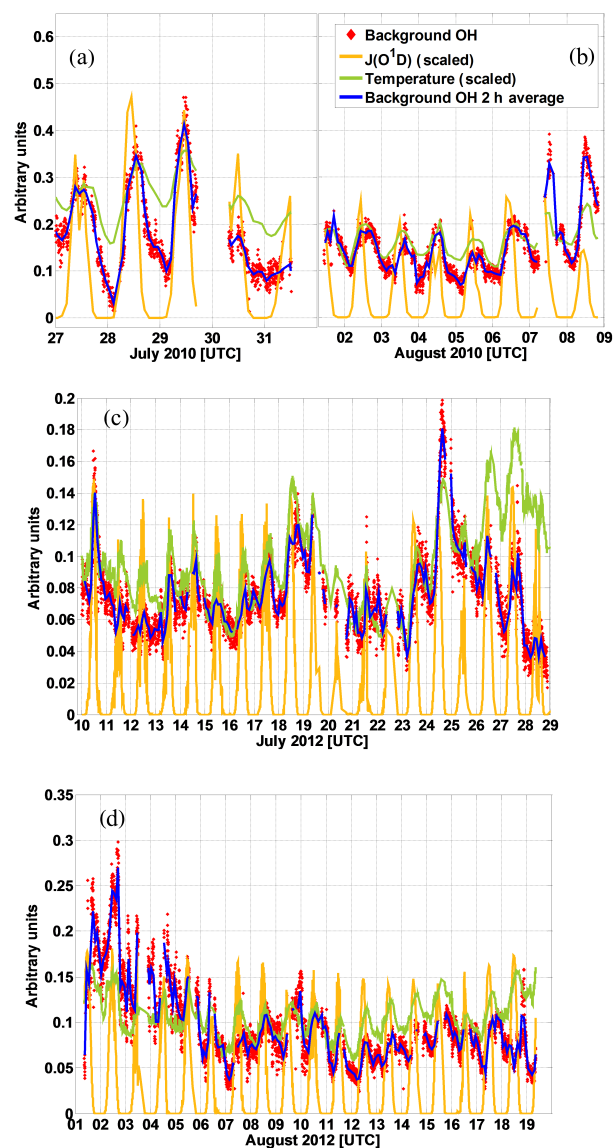 (a)
(b)
Background OH
J(O¹D) (scaled)
Temperature (scaled)
Background OH 2 h average
Arbitrary units
0.6
0.5
0.4
0.3
0.2
0.1
0
27 28 29 30 31
02 03 04 05 06 07 08 09
July 2010 [UTC]
August 2010 [UTC]
(c)
Arbitrary units
0.2
0.18
0.16
0.14
0.12
0.1
0.08
0.06
0.04
0.02
0
10 11 12 13 14 15 16 17 18 19 20 21 22 23 24 25 26 27 28 29
July 2012 [UTC]
(d)
Arbitrary units
0.35
0.3
0.25
0.2
0.15
0.1
0.05
0
01 02 03 04 05 06 07 08 09 10 11 12 13 14 15 16 17 18 19
August 2012 [UTC]